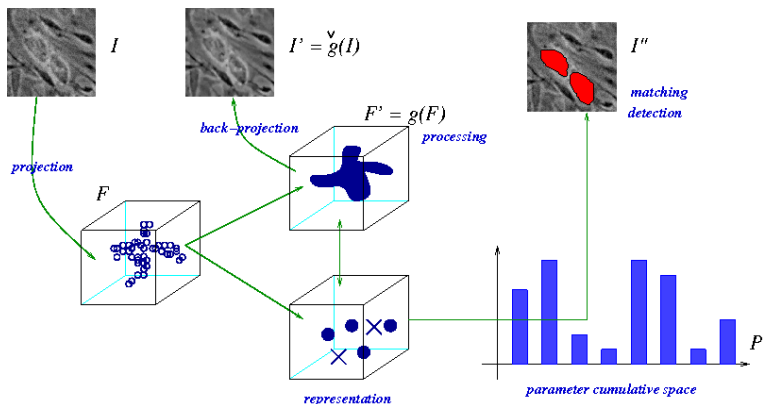 I
I' = ǧ(I)
I"
matching
detection
F' = g(F)
back-projection
processing
projection
F
P
parameter cumulative space
representation